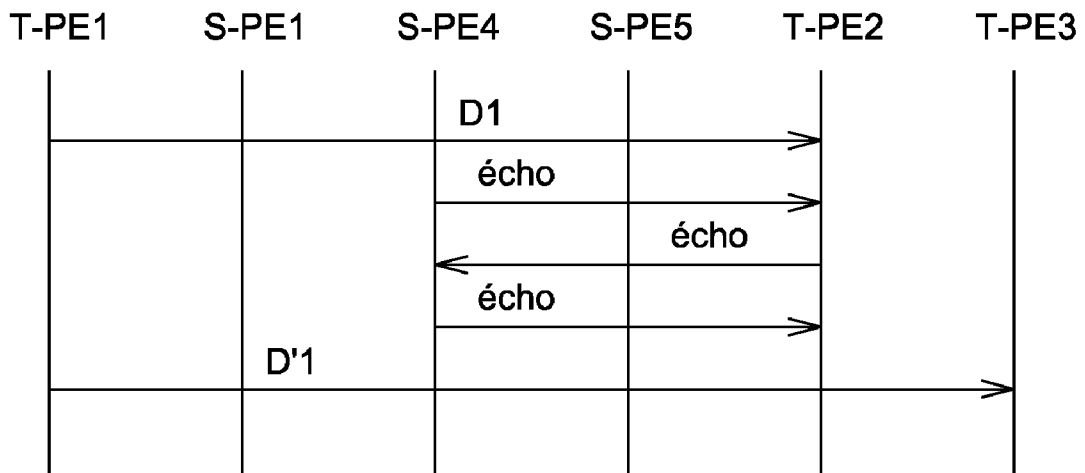 T-PE1 S-PE1 S-PE4 S-PE5 T-PE2 T-PE3
D1
écho
écho
écho
D'1